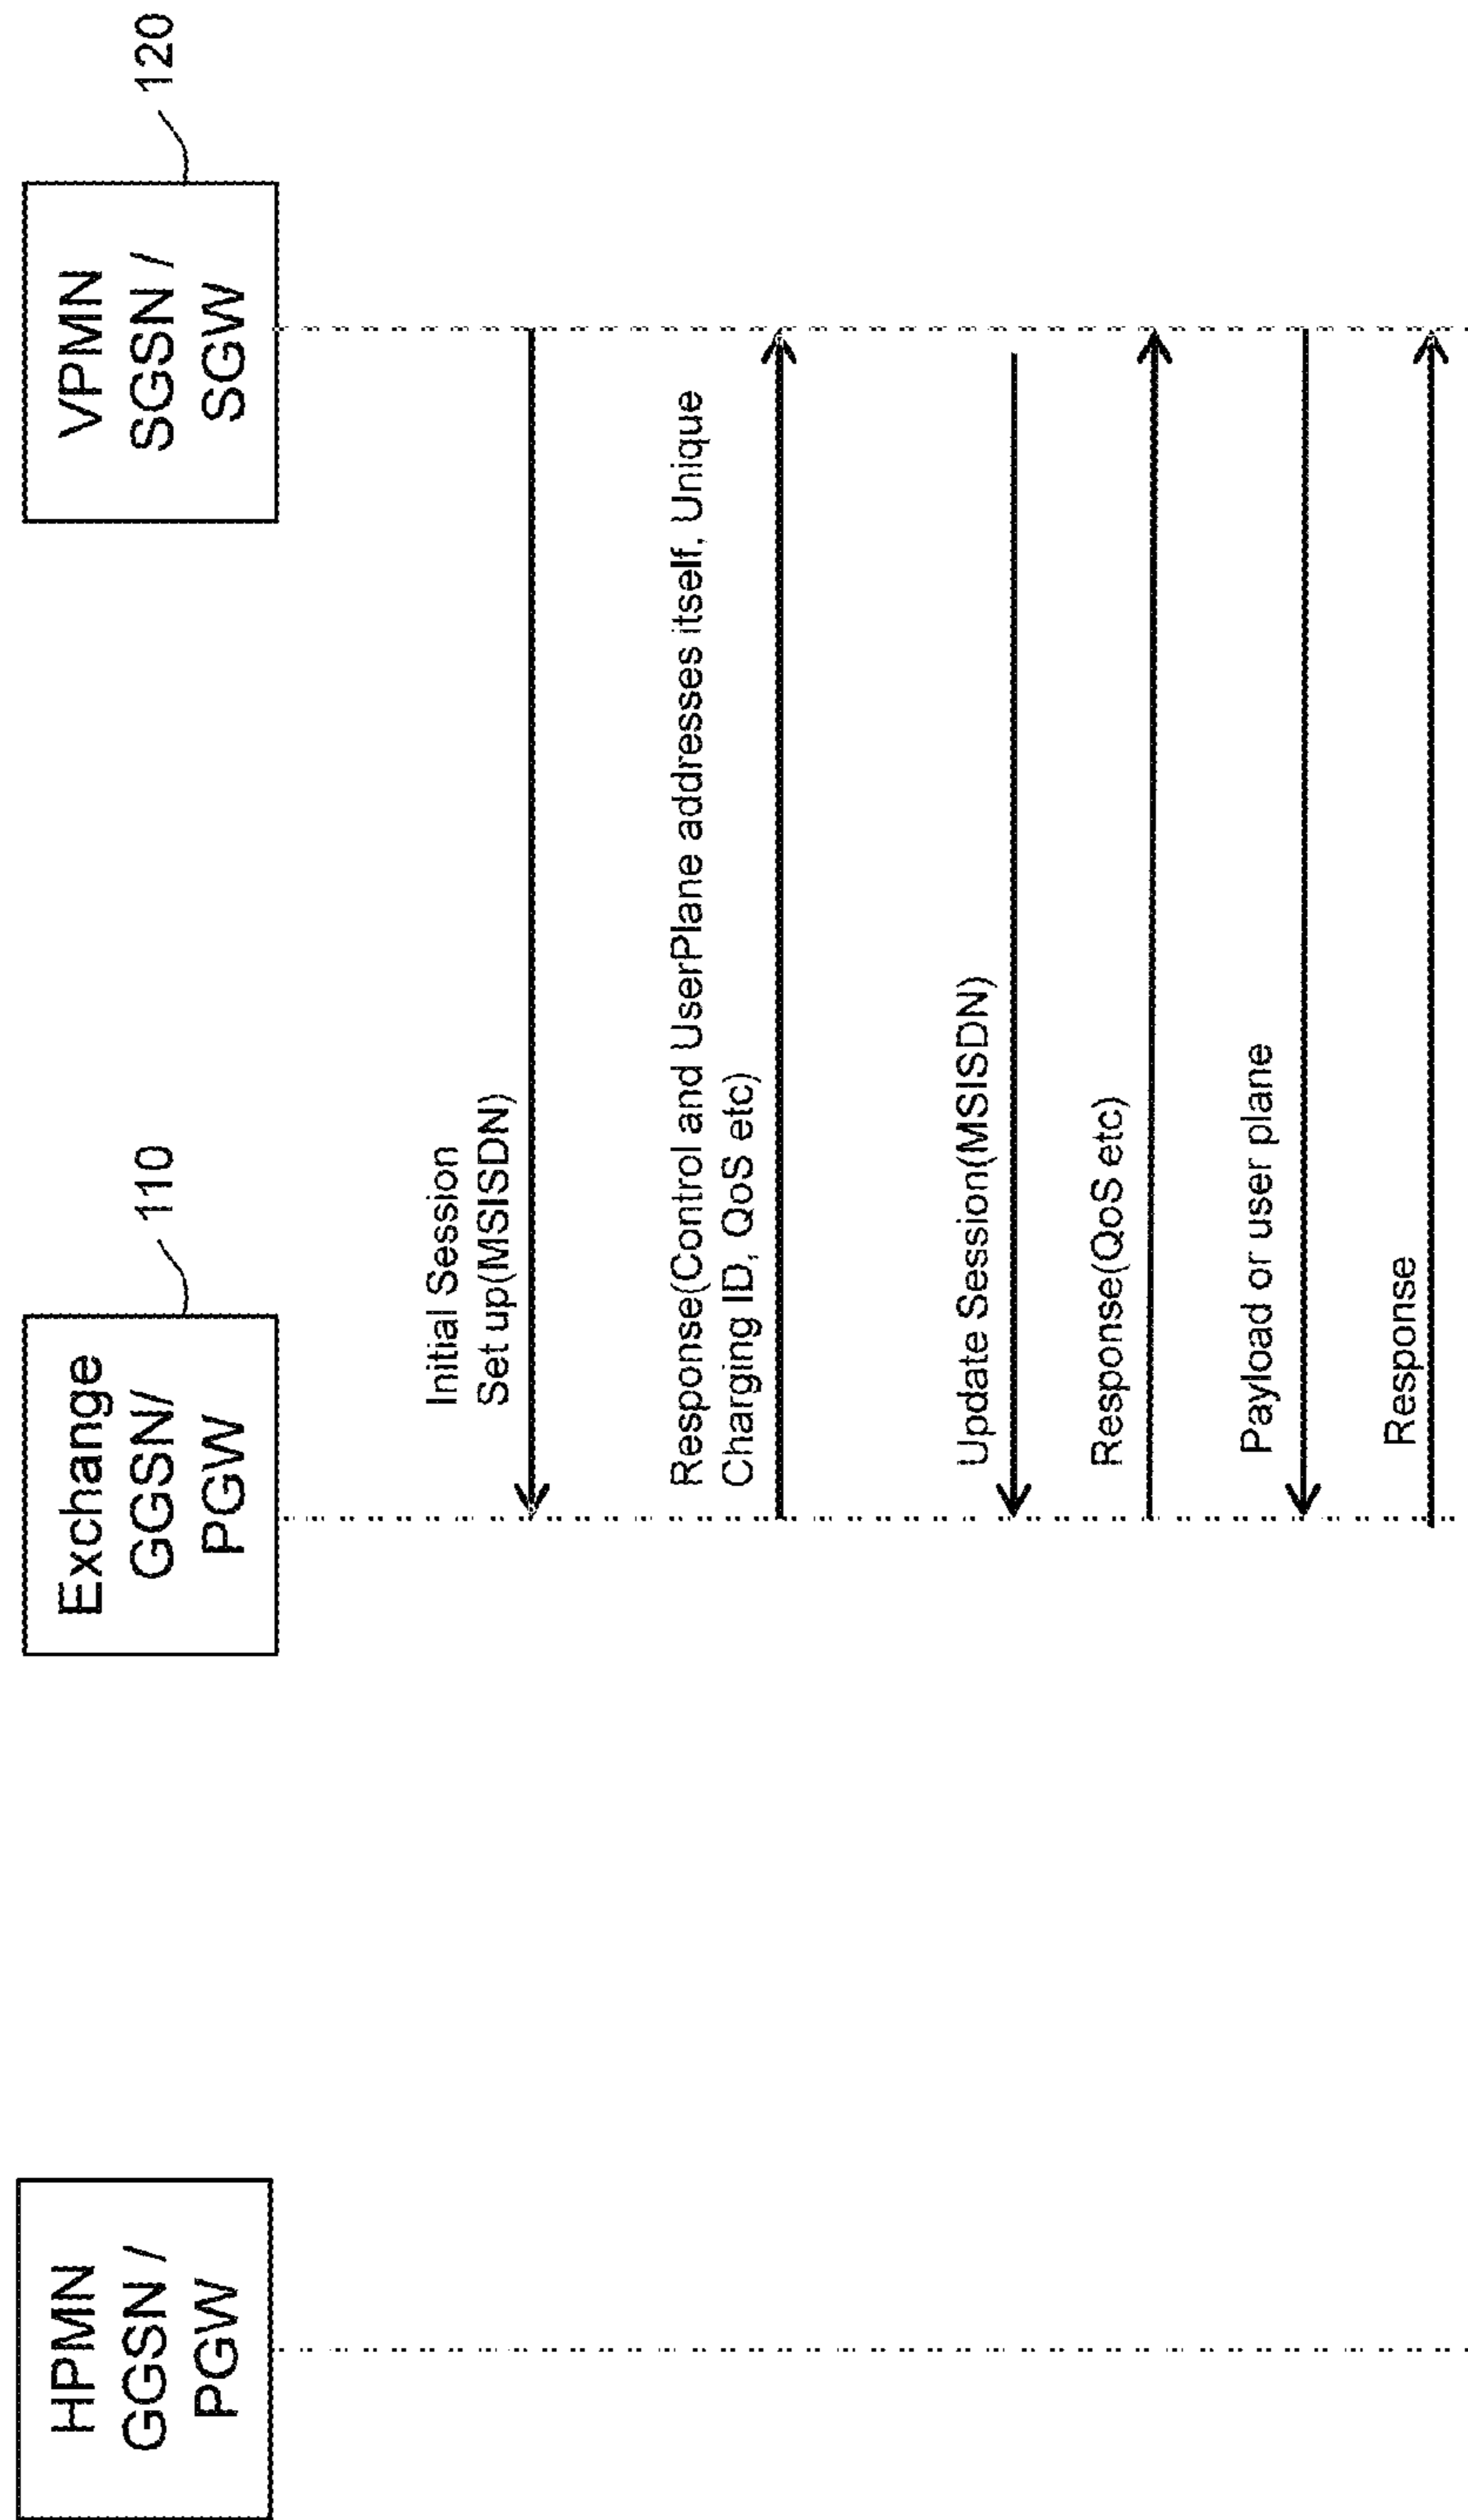 HPMN
GGSN /
PGW
Exchange
GGSN/
PGW
110
VPMN
SGSN /
SGW
120
Initial Session
Set up(MSISDN)
Response(Control and UserPlane addresses itself, Unique
Charging ID, QoS etc)
Update Session(MSISDN)
Response(QoS etc)
Payload or user plane
Response